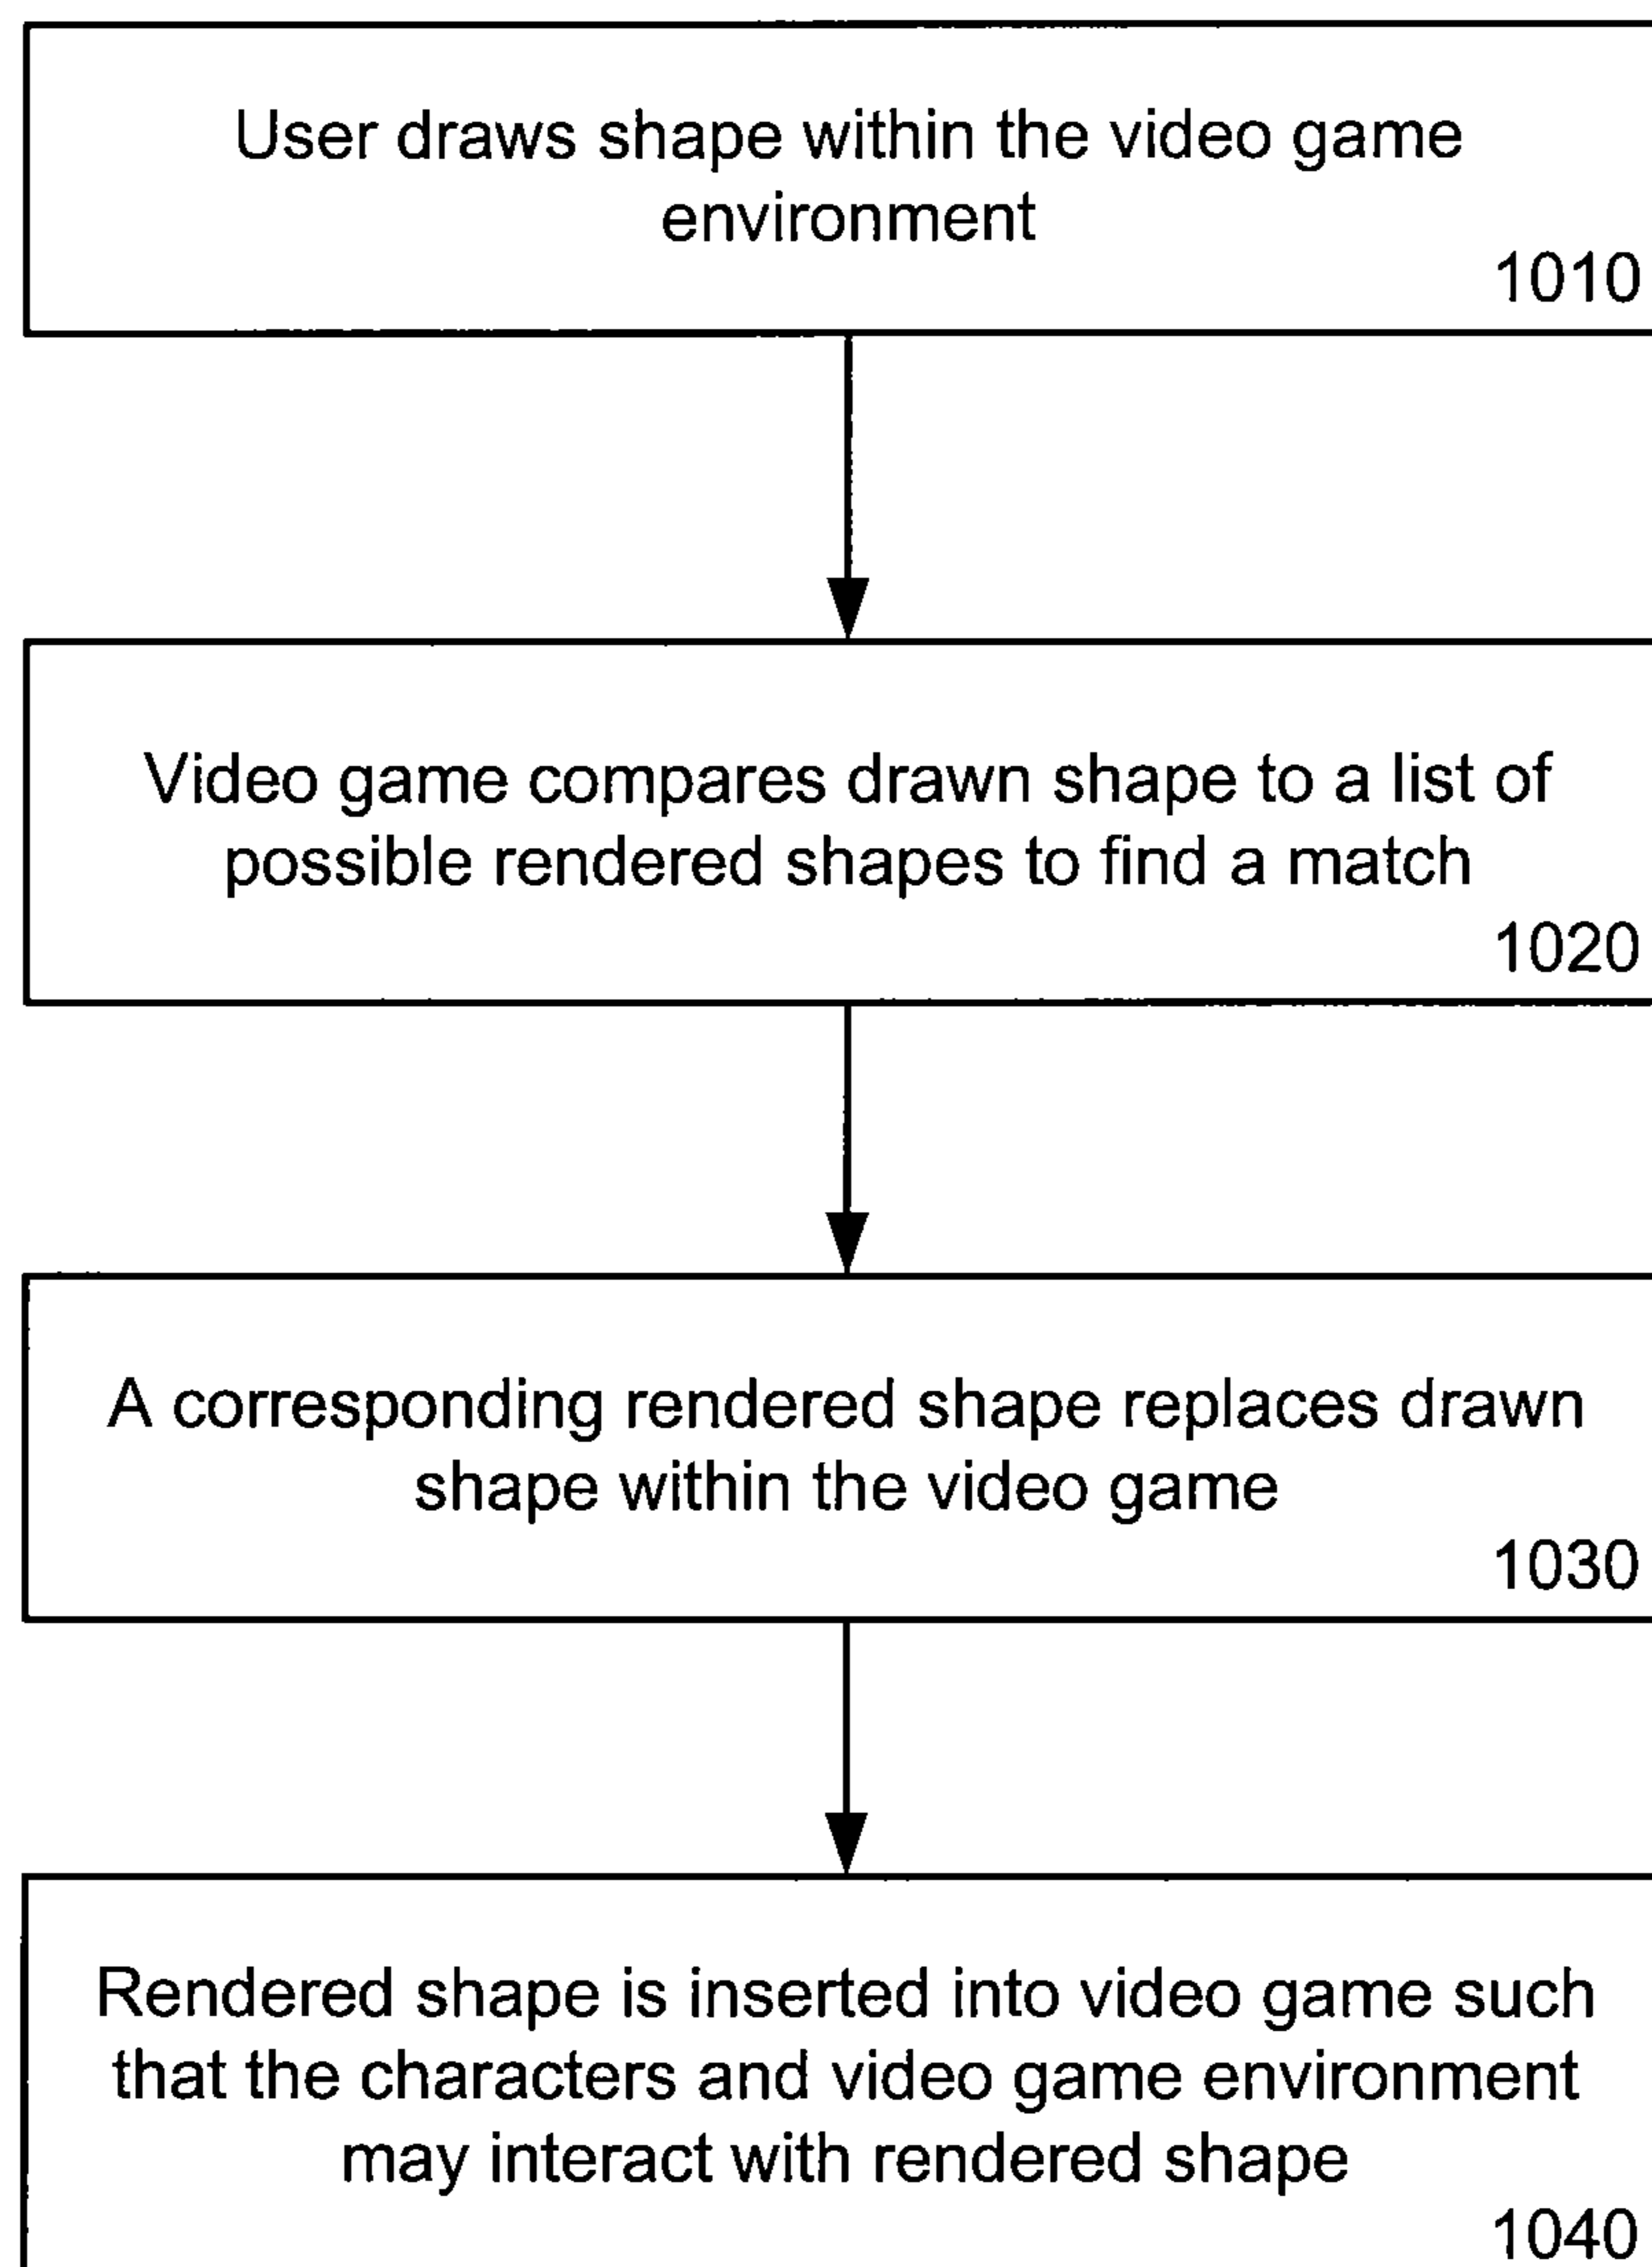 User draws shape within the video game
environment
1010
Video game compares drawn shape to a list of
possible rendered shapes to find a match
1020
A corresponding rendered shape replaces drawn
shape within the video game
1030
Rendered shape is inserted into video game such
that the characters and video game environment
may interact with rendered shape
1040